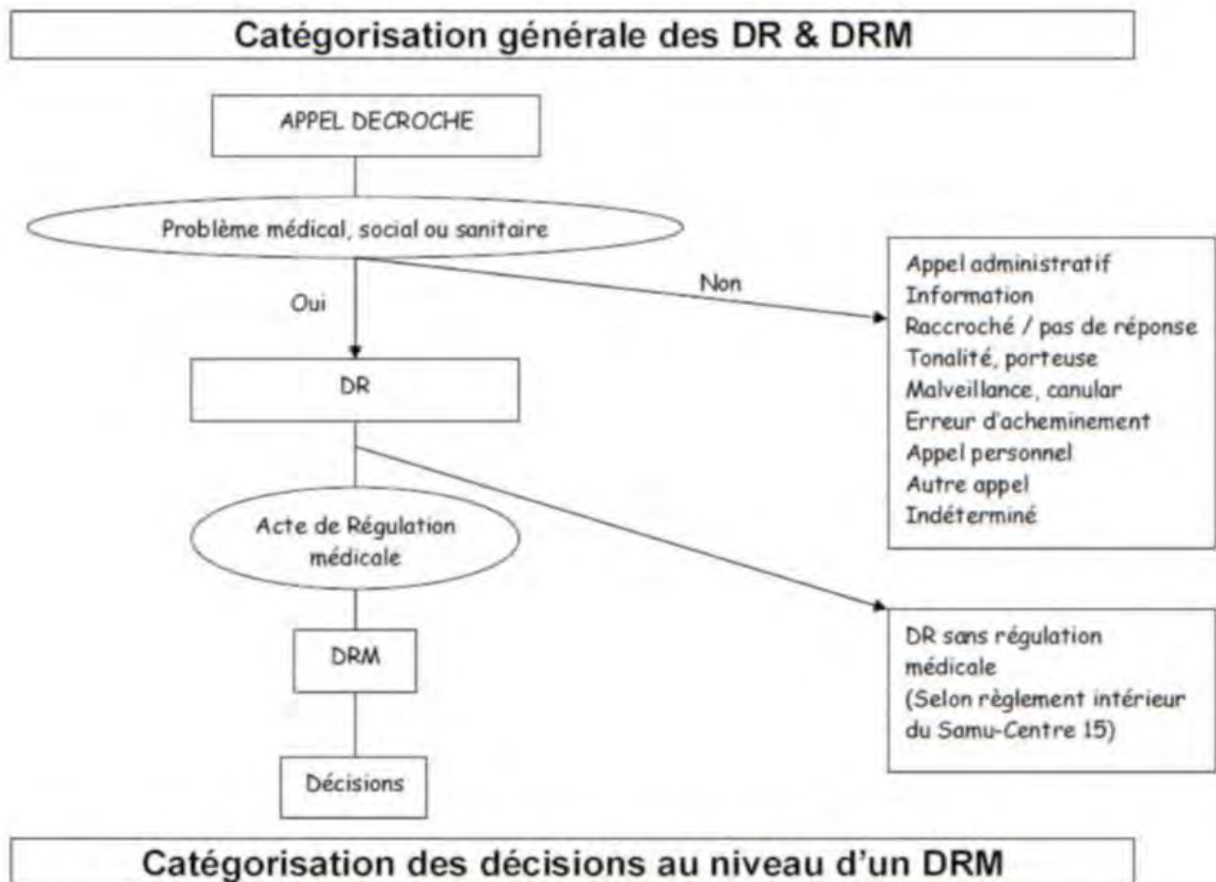 Catégorisation générale des DR & DRM
APPEL DECROCHE
Problème médical, social ou sanitaire
Oui
Non
Appel administratif
Information
Raccroché / pas de réponse
Tonalité, porteuse
Malveillance, canular
Erreur d'acheminement
Appel personnel
Autre appel
Indéterminé
DR
Acte de Régulation
médicale
DRM
Décisions
DR sans régulation
médicale
(Selon règlement intérieur
du Samu-Centre 15)
Catégorisation des décisions au niveau d'un DRM